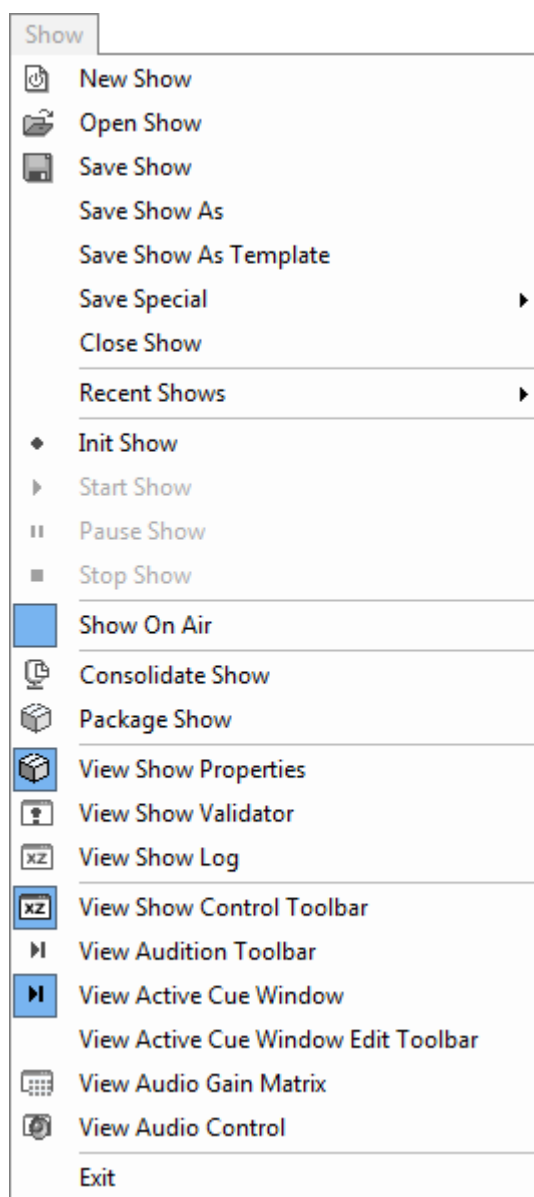 Show
New Show
Open Show
Save Show
Save Show As
Save Show As Template
Save Special
Close Show
Recent Shows
Init Show
Start Show
Pause Show
Stop Show
Show On Air
Consolidate Show
Package Show
View Show Properties
View Show Validator
View Show Log
View Show Control Toolbar
View Audition Toolbar
View Active Cue Window
View Active Cue Window Edit Toolbar
View Audio Gain Matrix
View Audio Control
Exit